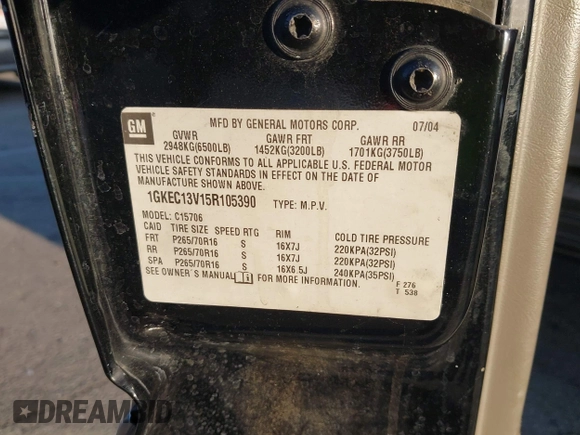 GM
MFD BY GENERAL MOTORS CORP. 07/04
GVWR GAWR FRT GAWR RR
2948KG(6500LB) 1452KG(3200LB) 1701KG(3750LB)
THIS VEHICLE CONFORMS TO ALL APPLICABLE U.S. FEDERAL MOTOR
VEHICLE SAFETY STANDARDS IN EFFECT ON THE DATE OF
MANUFACTURE SHOWN ABOVE.
1GKEC13V15R105390 TYPE: M.P.V.
MODEL: C15706
CAID TIRE SIZE SPEED RTG RIM COLD TIRE PRESSURE
FRT P265/70R16 S 16X7J 220KPA(32PSI)
RR P265/70R16 S 16X7J 220KPA(32PSI)
SPA P265/70R16 S 16X6.5J 240KPA(35PSI)
SEE OWNER'S MANUAL FOR MORE INFORMATION.
F 276
T 538
DREAMBID